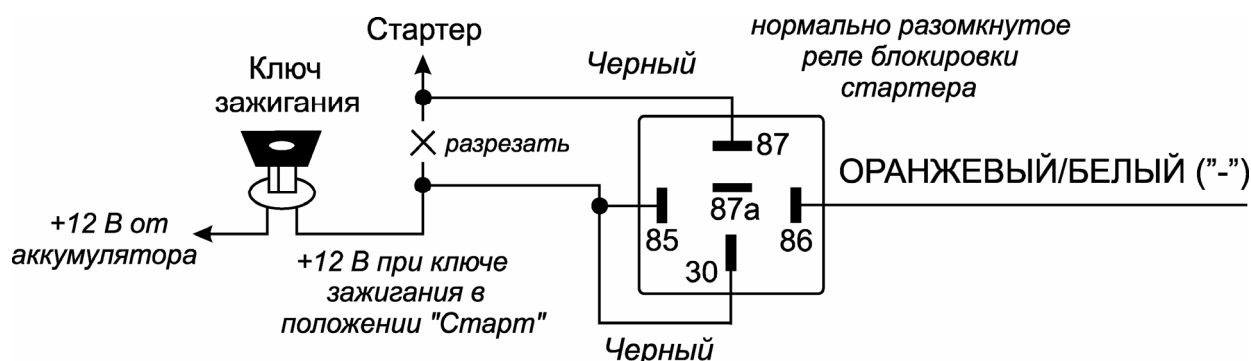 Стартер
нормально разомкнутое
реле блокировки
стартера
Черный
Ключ
зажигания
разрезать
87
ОРАНЖЕВЫЙ/БЕЛЫЙ ("-")
87a
85
86
+12 В от
аккумулятора
+12 В при ключе
зажигания в
положении "Старт"
30
Черный